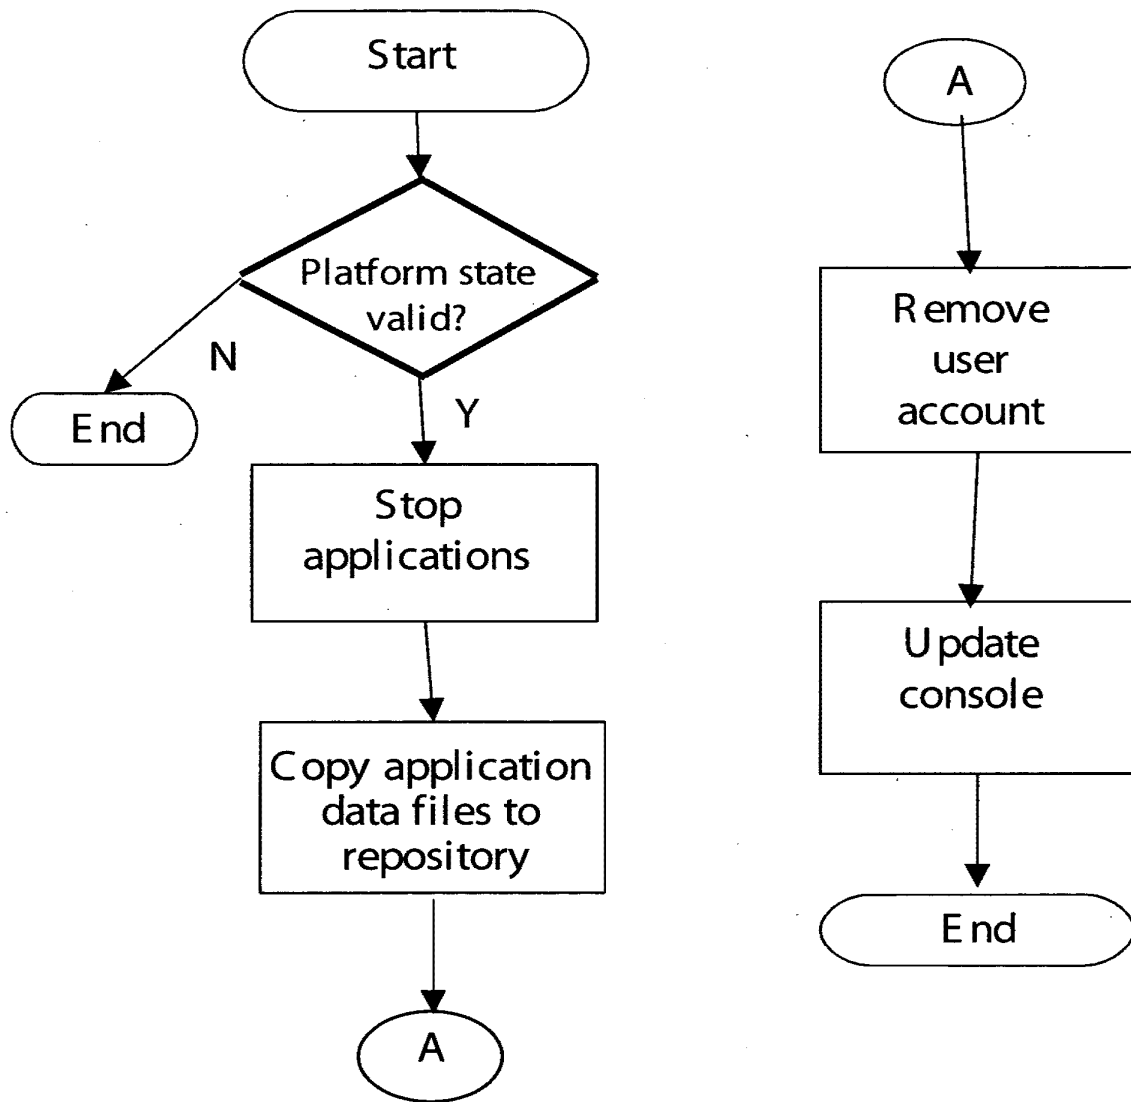 Start
Platform state
valid?
N
End
Y
Stop
applications
Copy application
data files to
repository
A
A
Remove
user
account
Update
console
End